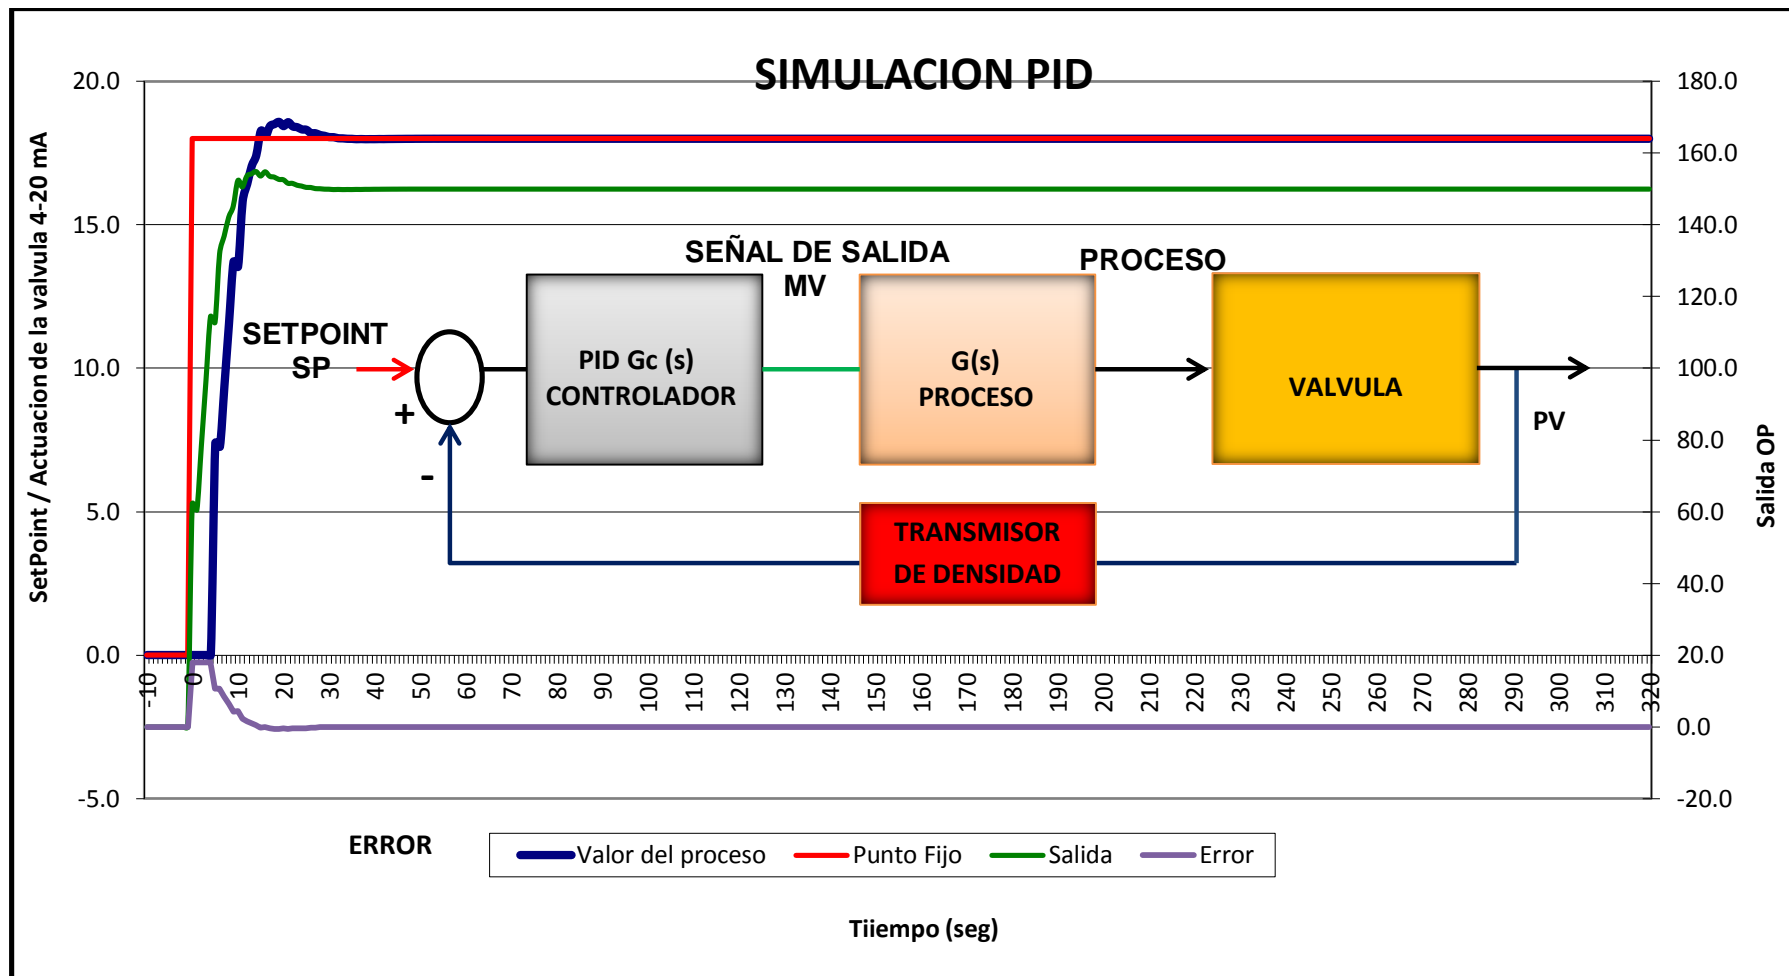 SIMULACION PID
SetPoint / Actuacion de la valvula 4-20 mA
20.0
15.0
10.0
5.0
0.0
-5.0
180.0
160.0
140.0
120.0
100.0
80.0
60.0
40.0
20.0
0.0
-20.0
Salida OP
SEÑAL DE SALIDA
MV
PROCESO
SETPOINT
SP
+
-
PID Gc (s)
CONTROLADOR
G(s)
PROCESO
VALVULA
PV
TRANSMISOR
DE DENSIDAD
-10 0 10 20 30 40 50 60 70 80 90 100 110 120 130 140 150 160 170 180 190 200 210 220 230 240 250 260 270 280 290 300 310 320
ERROR
Valor del proceso Punto Fijo Salida Error
Tiiempo (seg)